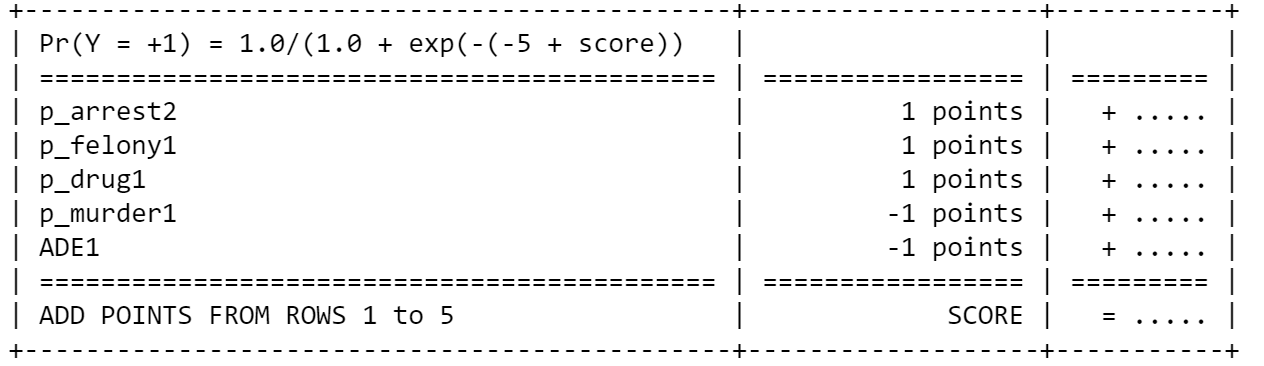 +-----------------------------------------------+-------------------+-----------+
| Pr(Y = +1) = 1.0/(1.0 + exp(-(-5 + score)) | | |
| ============================================ | ================= | ========= |
| p_arrest2 | 1 points | + ..... |
| p_felony1 | 1 points | + ..... |
| p_drug1 | 1 points | + ..... |
| p_murder1 | -1 points | + ..... |
| ADE1 | -1 points | + ..... |
| ============================================ | ================= | ========= |
| ADD POINTS FROM ROWS 1 to 5 | SCORE | = ..... |
+-----------------------------------------------+-------------------+-----------+